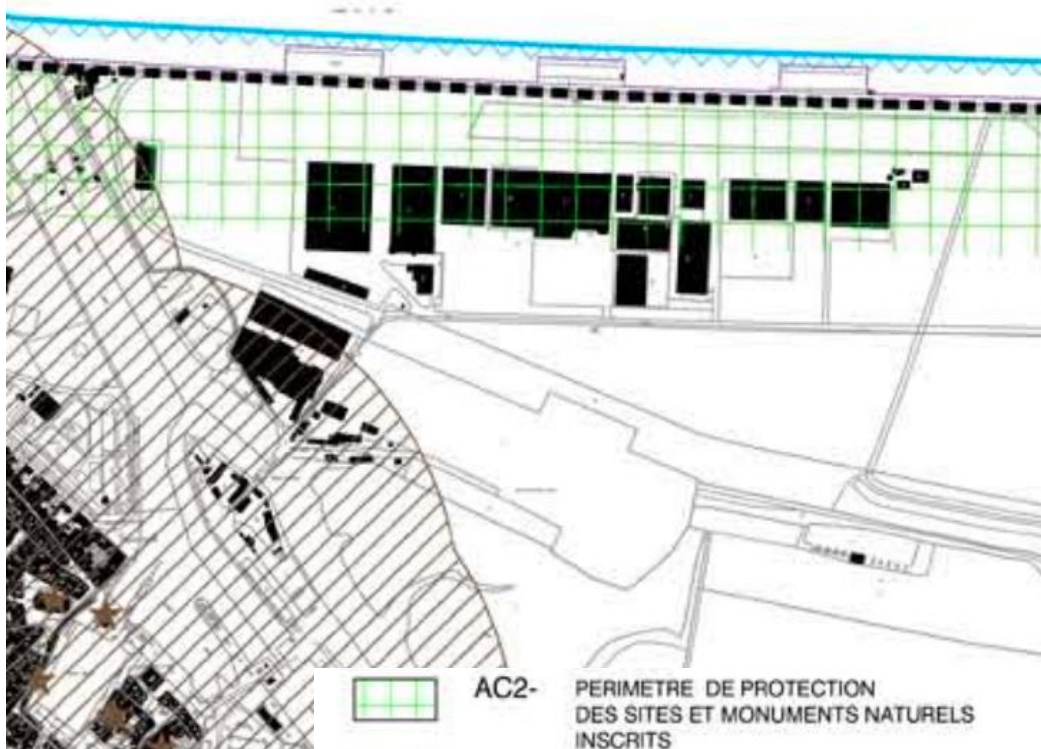 AC2- PERIMETRE DE PROTECTION
DES SITES ET MONUMENTS NATURELS
INSCRITS